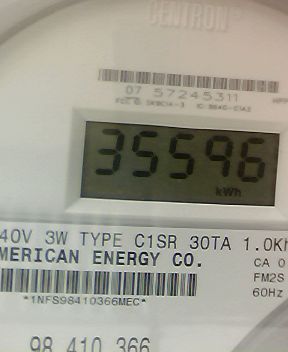 CENTRON®
07 57245311
35596
kWh
40V 3W TYPE C1SR 30TA 1.0Kh
MERICAN ENERGY CO.
CA 0
FM2S
60Hz
*1NFS98410366MEC*
98 410 366